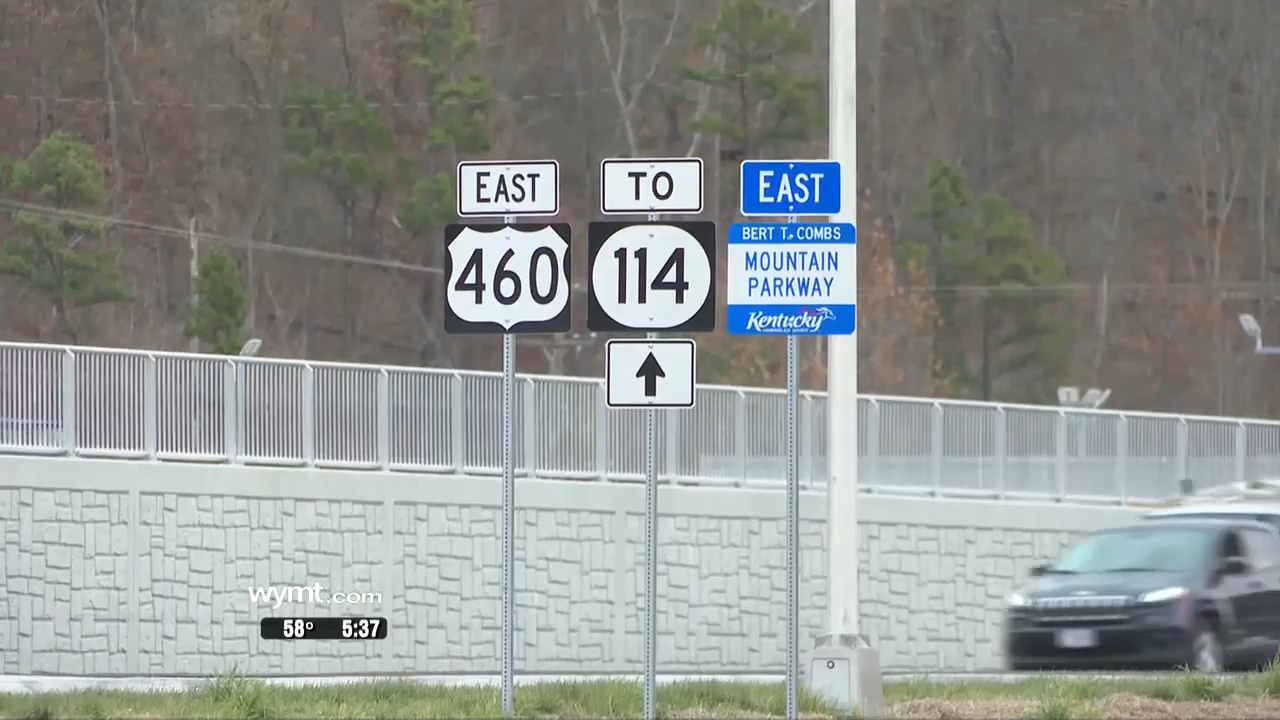 EAST
460
TO
114
EAST
BERT T. COMBS
MOUNTAIN
PARKWAY
Kentucky
wymt.com
58° 5:37